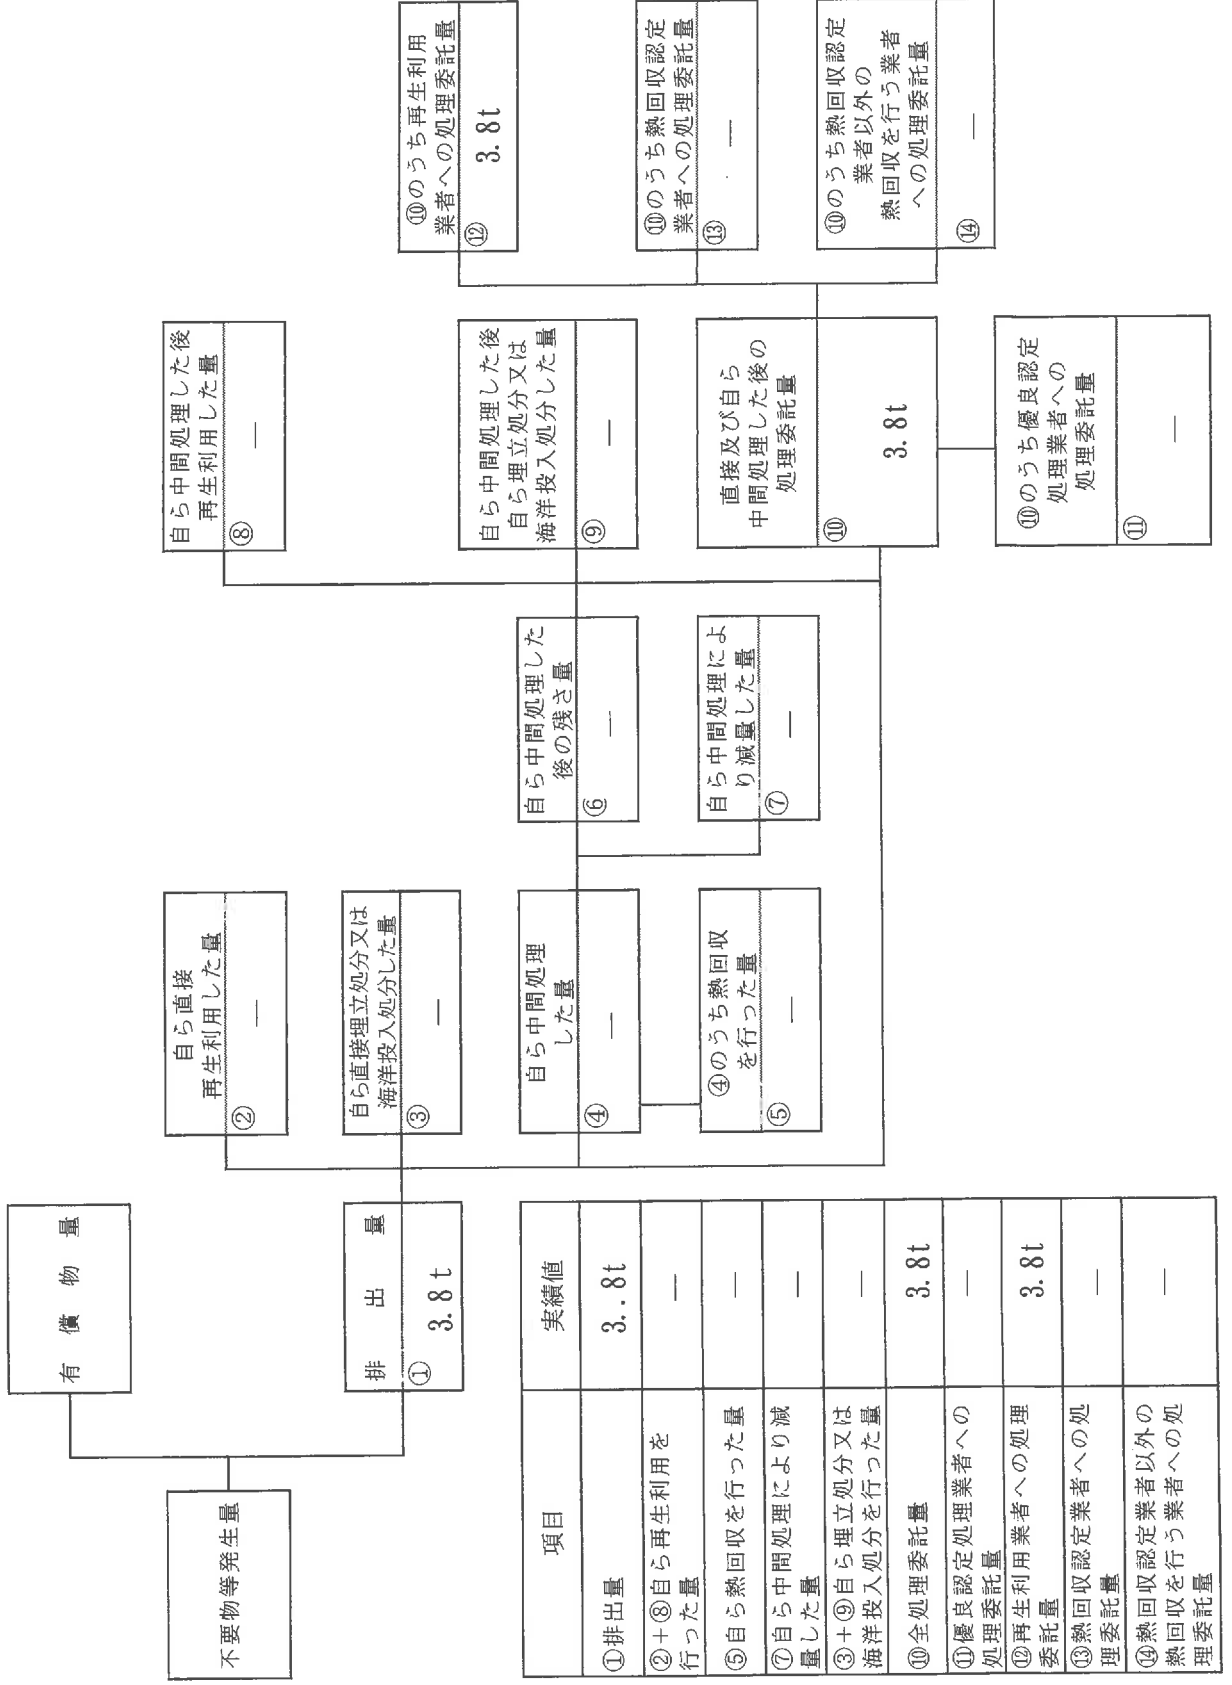 有償物量
不要物等発生量
排出量
①
3.8t
自ら直接
再生利用した量
②
—
自ら直接埋立処分又は
海洋投入処分した量
③
—
自ら中間処理
した量
④
—
④のうち熱回収
を行った量
⑤
—
自ら中間処理した
後の残さ量
⑥
—
自ら中間処理によ
り減量した量
⑦
—
自ら中間処理した後
再生利用した量
⑧
—
自ら中間処理した後
自ら埋立処分又は
海洋投入処分した量
⑨
—
直接及び自ら
中間処理した後の
処理委託量
⑩
3.8t
⑩のうち優良認定
処理業者への
処理委託量
⑪
—
⑩のうち再生利用
業者への処理委託量
⑫
3.8t
⑩のうち熱回収認定
業者への処理委託量
⑬
—
⑩のうち熱回収認定
業者以外の
熱回収を行う業者
への処理委託量
⑭
—
項目 実績値
①排出量 3..8t
②+⑧自ら再生利用を
行った量 —
⑤自ら熱回収を行った量 —
⑦自ら中間処理により減
量した量 —
③+⑨自ら埋立処分又は
海洋投入処分を行った量 —
⑩全処理委託量 3.8t
⑪優良認定処理業者への
処理委託量 —
⑫再生利用業者への処理
委託量 3.8t
⑬熱回収認定業者への処
理委託量 —
⑭熱回収認定業者以外の
熱回収を行う業者への処
理委託量 —